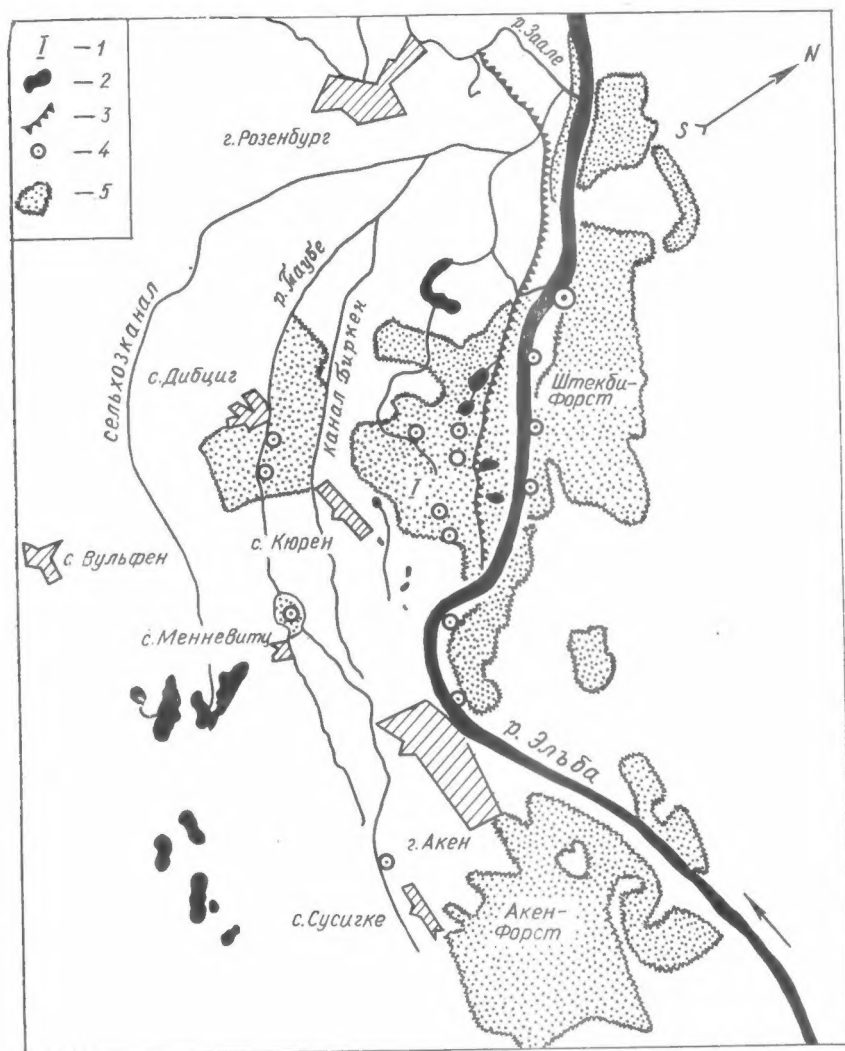 I — 1
— 2
— 3
— 4
— 5
р. Заале
N
S
г. Розенбург
сельхозканал
р. Таубе
канал Биркен
с. Дибциг
Штекби-
Форст
I
с. Кюрен
с. Вульфен
с. Менневитц
р. Элъба
г. Акен
с. Сусигке
Акен-
Форст